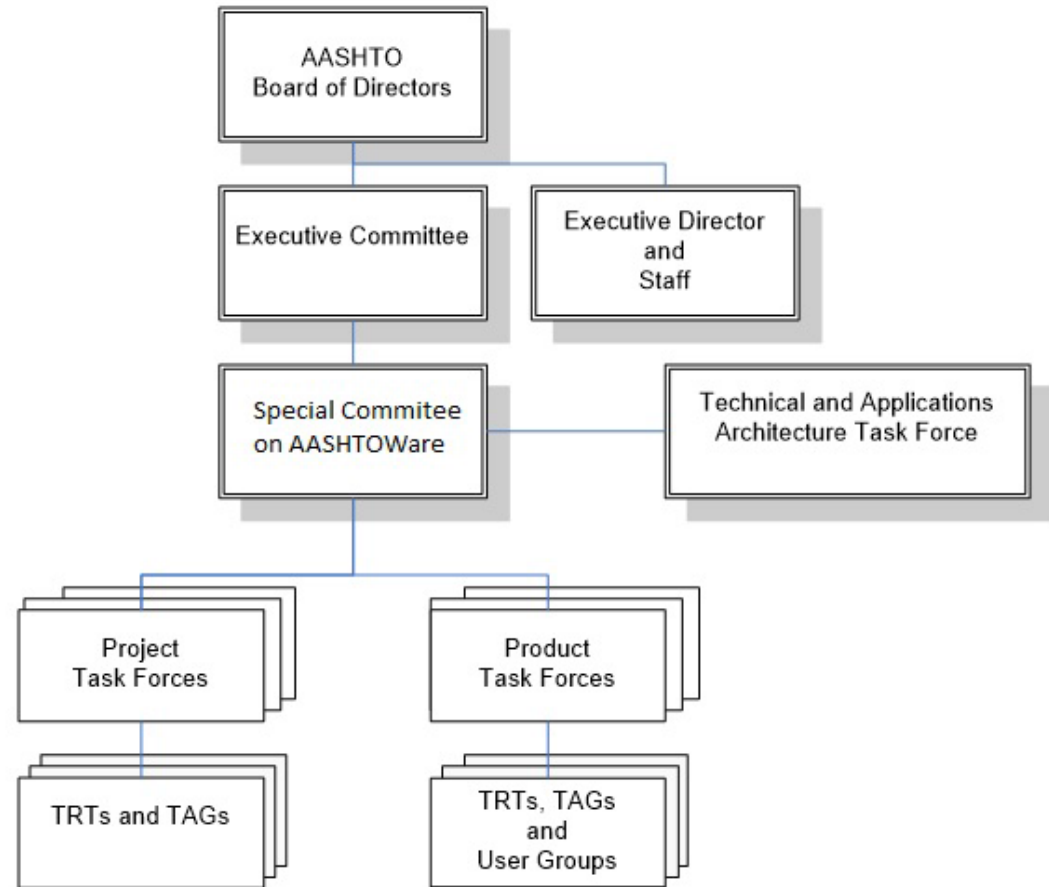 AASHTO
Board of Directors
Executive Committee
Executive Director
and
Staff
Special Commitee
on AASHTOWare
Technical and Applications
Architecture Task Force
Project
Task Forces
Product
Task Forces
TRTs and TAGs
TRTs, TAGs
and
User Groups